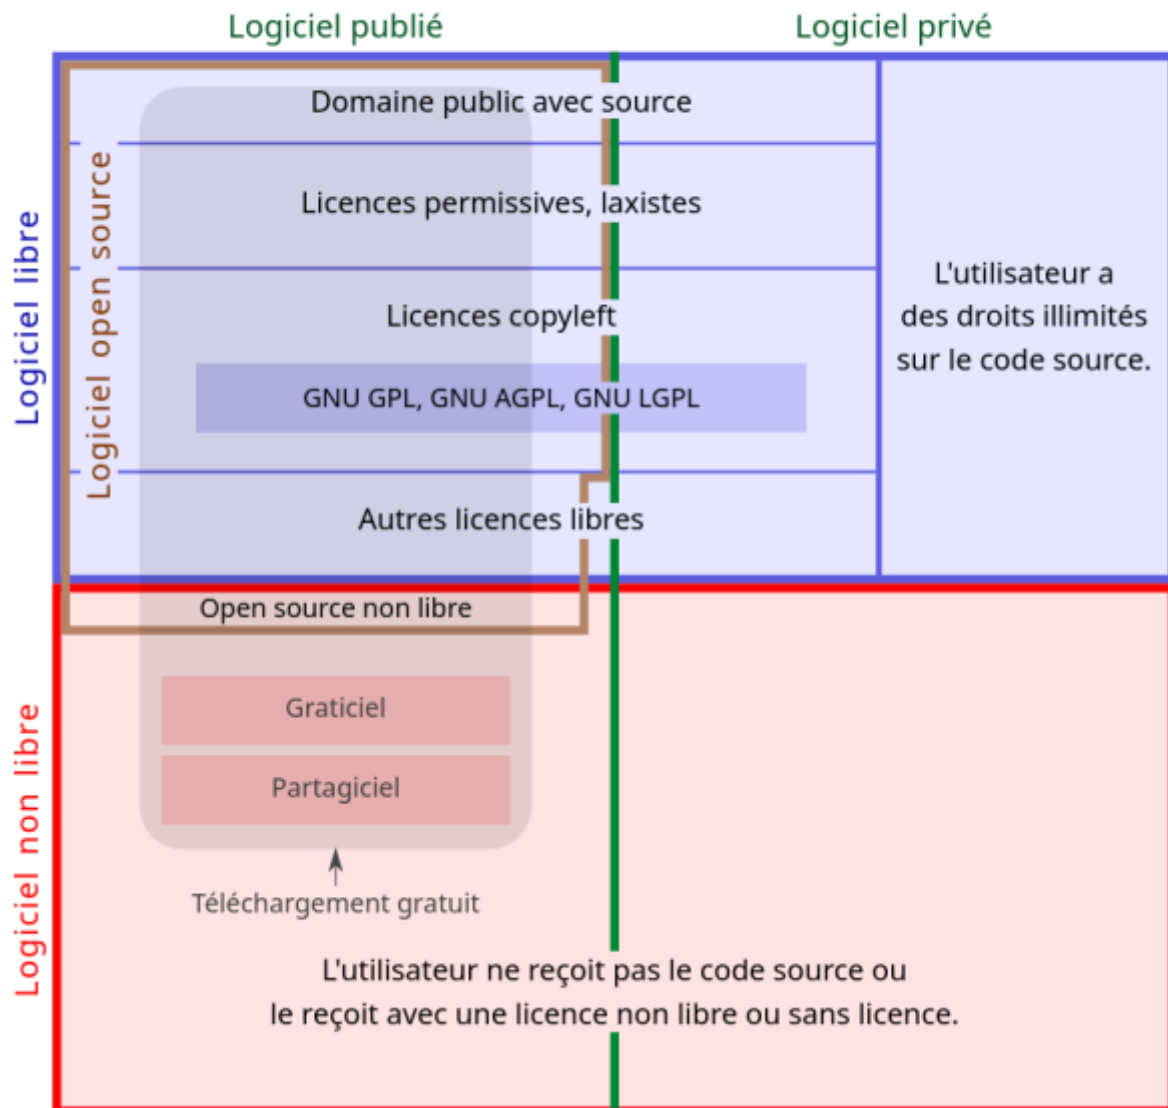 Logiciel publié
Logiciel privé
Logiciel libre
Logiciel open source
Domaine public avec source
Licences permissives, laxistes
Licences copyleft
GNU GPL, GNU AGPL, GNU LGPL
Autres licences libres
L'utilisateur a
des droits illimités
sur le code source.
Logiciel non libre
Open source non libre
Graticiel
Partagiciel
Téléchargement gratuit
L'utilisateur ne reçoit pas le code source ou
le reçoit avec une licence non libre ou sans licence.